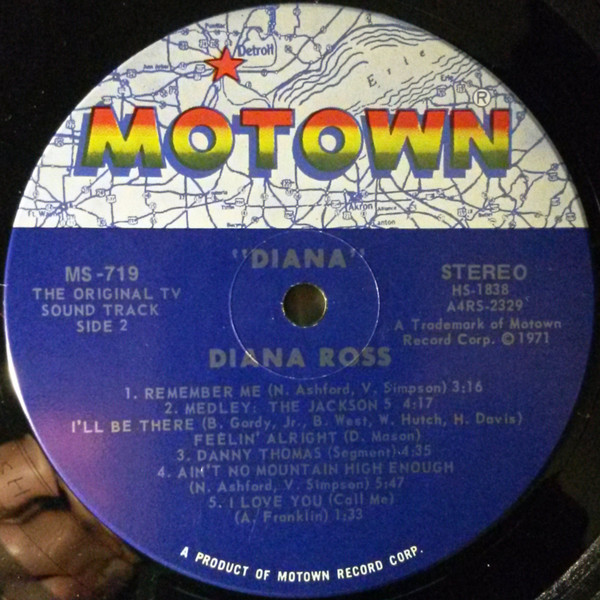 Detroit
Erie
MOTOWN®
Akron
"DIANA"
MS-719
THE ORIGINAL TV
SOUND TRACK
SIDE 2
STEREO
HS-1838
A4RS-2329
A Trademark of Motown
Record Corp. ©1971
DIANA ROSS
1. REMEMBER ME (N. Ashford, V. Simpson) 3:16
2. MEDLEY: THE JACKSON 5 4:17
I'LL BE THERE (B. Gordy, Jr., B. West, W. Hutch, H. Davis)
FEELIN' ALRIGHT (D. Mason)
3. DANNY THOMAS (Segment) 4:35
4. AIN'T NO MOUNTAIN HIGH ENOUGH
(N. Ashford, V. Simpson) 5:47
5. I LOVE YOU (Call Me)
(A. Franklin) 1:33
A PRODUCT OF MOTOWN RECORD CORP.